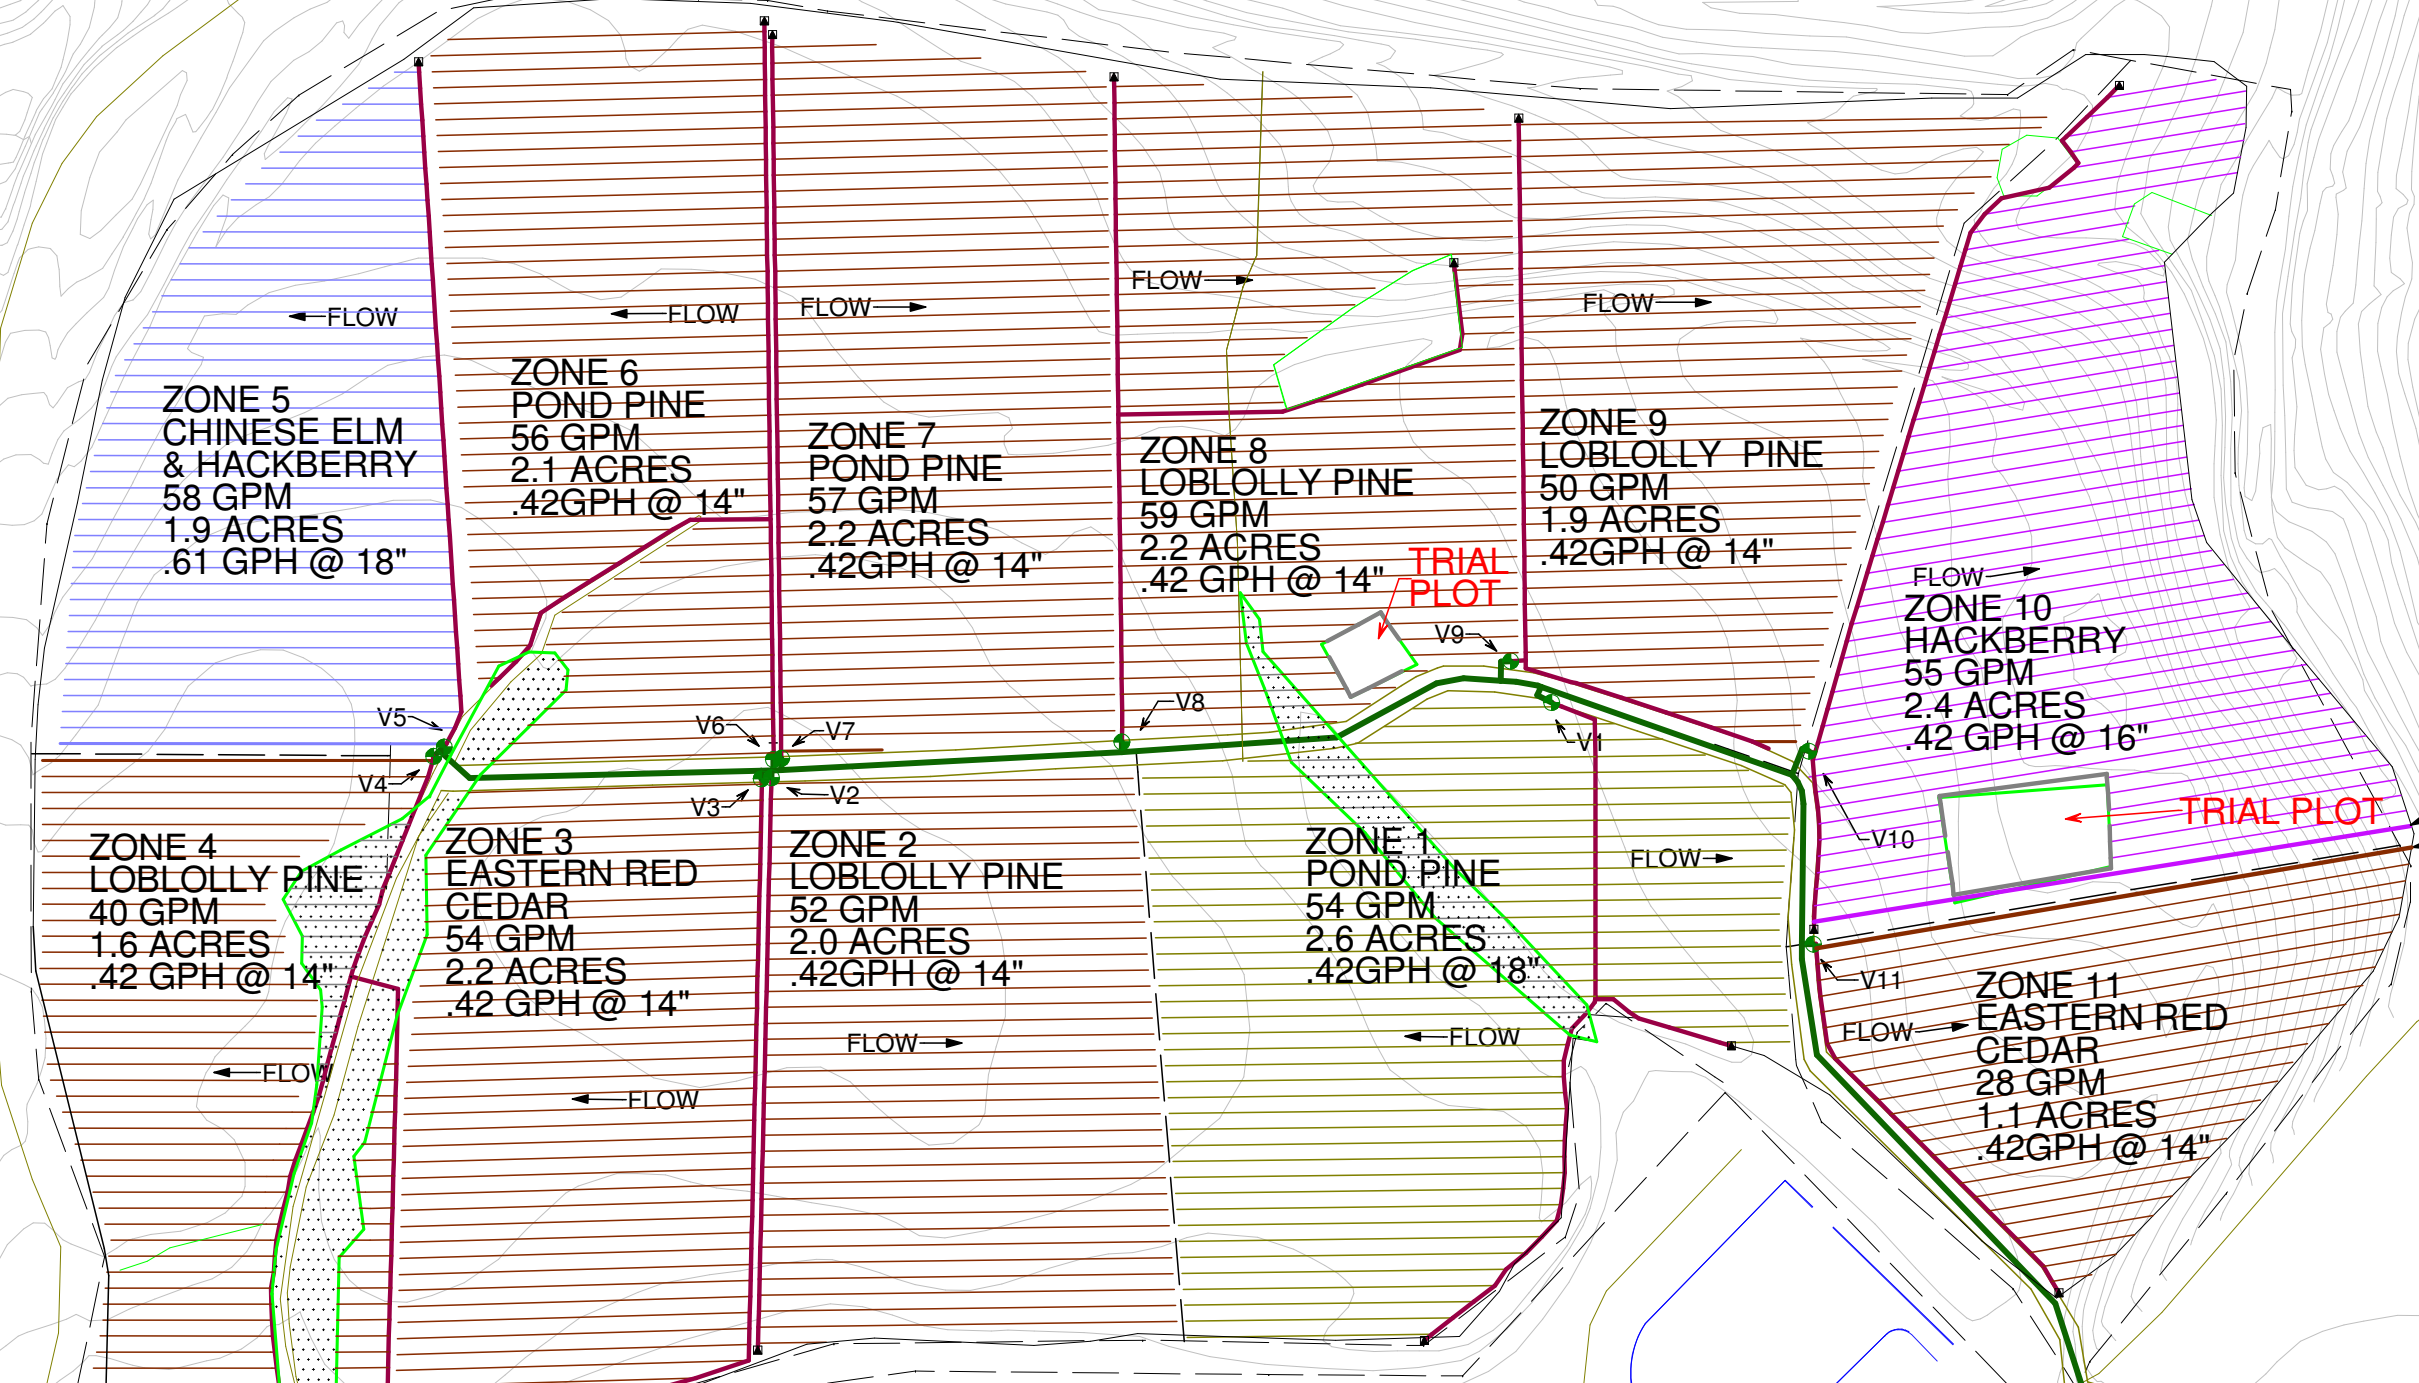 FLOW
ZONE 5
CHINESE ELM
& HACKBERRY
58 GPM
1.9 ACRES
.61 GPH @ 18"
FLOW
ZONE 6
POND PINE
56 GPM
2.1 ACRES
.42GPH @ 14"
FLOW
ZONE 7
POND PINE
57 GPM
2.2 ACRES
.42GPH @ 14"
FLOW
ZONE 8
LOBLOLLY PINE
59 GPM
2.2 ACRES
.42 GPH @ 14"
TRIAL
PLOT
FLOW
ZONE 9
LOBLOLLY  PINE
50 GPM
1.9 ACRES
.42GPH @ 14"
FLOW
ZONE 10
HACKBERRY
55 GPM
2.4 ACRES
.42 GPH @ 16"
TRIAL PLOT
V5
V6
V7
V8
V9
V1
V4
V3
V2
V10
V11
ZONE 4
LOBLOLLY PINE
40 GPM
1.6 ACRES
.42 GPH @ 14"
FLOW
ZONE 3
EASTERN RED
CEDAR
54 GPM
2.2 ACRES
.42 GPH @ 14"
FLOW
ZONE 2
LOBLOLLY PINE
52 GPM
2.0 ACRES
.42GPH @ 14"
FLOW
ZONE 1
POND PINE
54 GPM
2.6 ACRES
.42GPH @ 18"
FLOW
FLOW
ZONE 11
EASTERN RED
CEDAR
28 GPM
1.1 ACRES
.42GPH @ 14"
FLOW